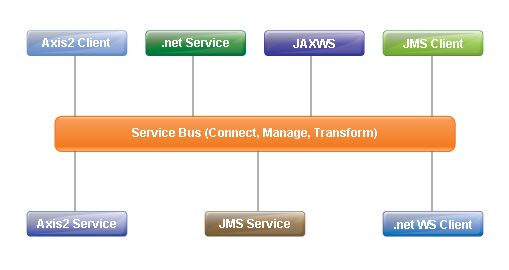 Axis2 Client
.net Service
JAXWS
JMS Client
Service Bus (Connect, Manage, Transform)
Axis2 Service
JMS Service
.net WS Client